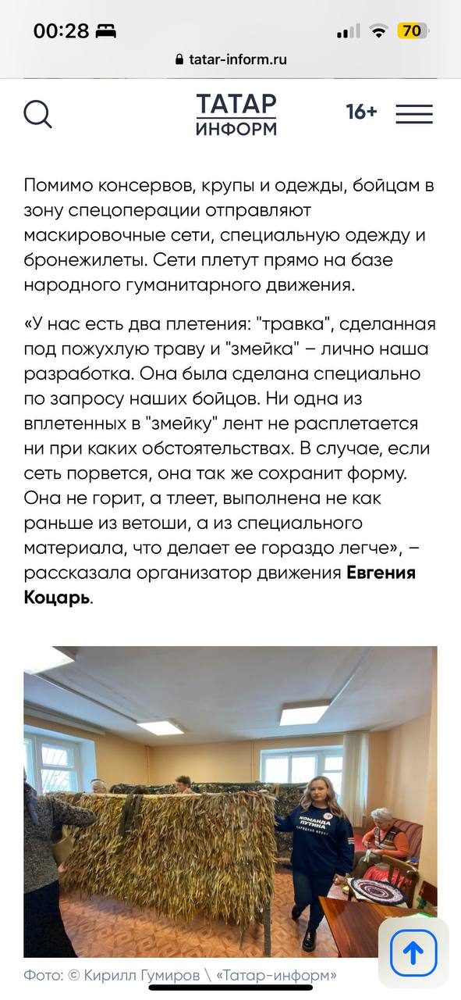 00:28
70
tatar-inform.ru
ТАТАР
ИНФОРМ
16+
Помимо консервов, крупы и одежды, бойцам в
зону спецоперации отправляют
маскировочные сети, специальную одежду и
бронежилеты. Сети плетут прямо на базе
народного гуманитарного движения.
«У нас есть два плетения: "травка", сделанная
под пожухлую траву и "змейка" – лично наша
разработка. Она была сделана специально
по запросу наших бойцов. Ни одна из
вплетенных в "змейку" лент не расплетается
ни при каких обстоятельствах. В случае, если
сеть порвется, она так же сохранит форму.
Она не горит, а тлеет, выполнена не как
раньше из ветоши, а из специального
материала, что делает ее гораздо легче», –
рассказала организатор движения Евгения
Коцарь.
КОМАНДА
ПУТИНА
НАРОДНЫЙ ФРОНТ
Фото: © Кирилл Гумиров \ «Татар-информ»